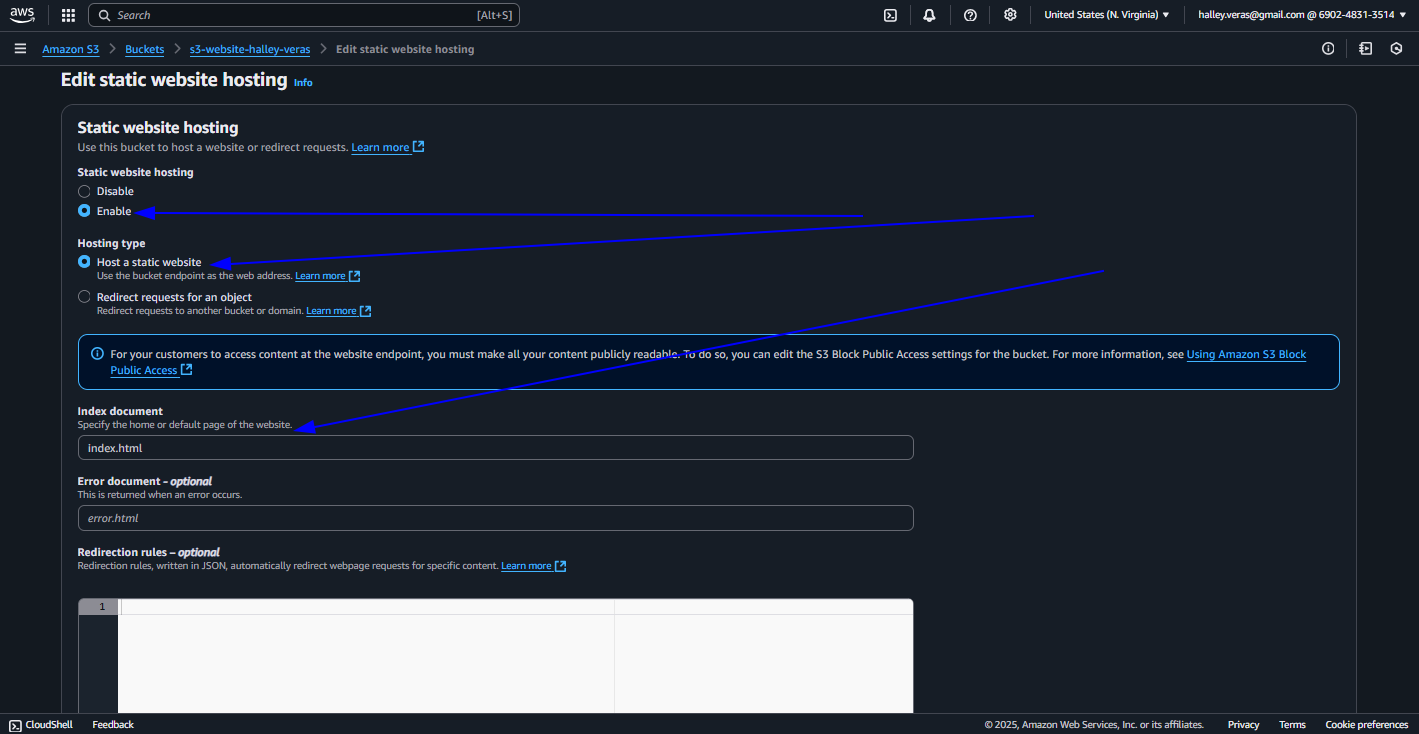 aws Search [Alt+S] United States (N. Virginia) halley.veras@gmail.com @ 6902-4831-3514
Amazon S3 > Buckets > s3-website-halley-veras > Edit static website hosting
Edit static website hosting Info
Static website hosting
Use this bucket to host a website or redirect requests. Learn more
Static website hosting
Disable
Enable
Hosting type
Host a static website
Use the bucket endpoint as the web address. Learn more
Redirect requests for an object
Redirect requests to another bucket or domain. Learn more
For your customers to access content at the website endpoint, you must make all your content publicly readable. To do so, you can edit the S3 Block Public Access settings for the bucket. For more information, see Using Amazon S3 Block
Public Access
Index document
Specify the home or default page of the website.
index.html
Error document – optional
This is returned when an error occurs.
error.html
Redirection rules – optional
Redirection rules, written in JSON, automatically redirect webpage requests for specific content. Learn more
1
CloudShell Feedback © 2025, Amazon Web Services, Inc. or its affiliates. Privacy Terms Cookie preferences